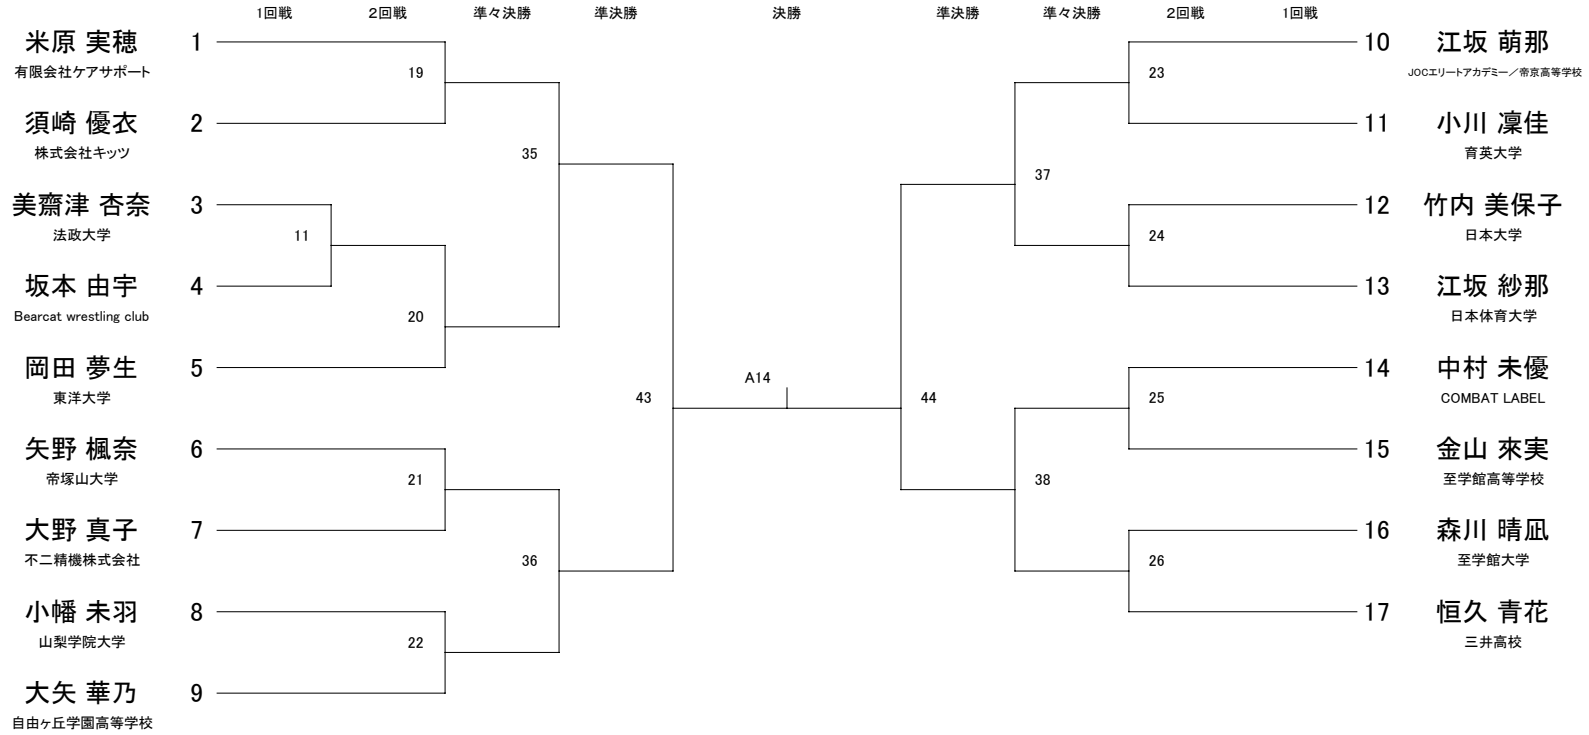 1回戦 2回戦 準々決勝 準決勝 決勝 準決勝 準々決勝 2回戦 1回戦
米原 実穂 1
有限会社ケアサポート
19
須崎 優衣 2
株式会社キッツ
35
美齋津 杏奈 3
法政大学
11
坂本 由宇 4
Bearcat wrestling club
20
岡田 夢生 5
東洋大学
43
矢野 楓奈 6
帝塚山大学
21
大野 真子 7
不二精機株式会社
36
小幡 未羽 8
山梨学院大学
22
大矢 華乃 9
自由ヶ丘学園高等学校
A14
10 江坂 萌那
JOCエリートアカデミー／帝京高等学校
23
11 小川 凜佳
育英大学
37
12 竹内 美保子
日本大学
24
13 江坂 紗那
日本体育大学
44
14 中村 未優
COMBAT LABEL
25
15 金山 來実
至学館高等学校
38
16 森川 晴凪
至学館大学
26
17 恒久 青花
三井高校